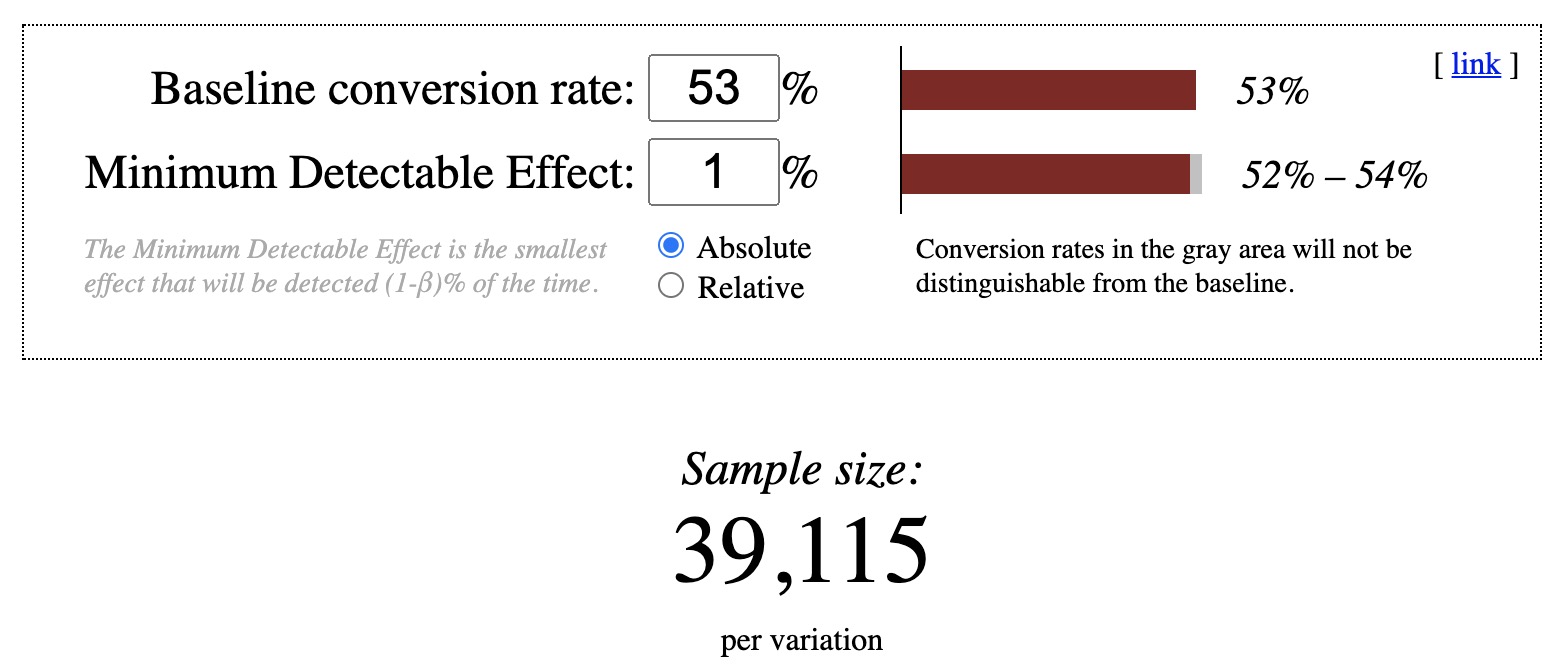 Baseline conversion rate: 53 % 53% [ link ]
Minimum Detectable Effect: 1 % 52% – 54%
The Minimum Detectable Effect is the smallest
effect that will be detected (1-β)% of the time.
Absolute
Relative
Conversion rates in the gray area will not be
distinguishable from the baseline.
Sample size:
39,115
per variation